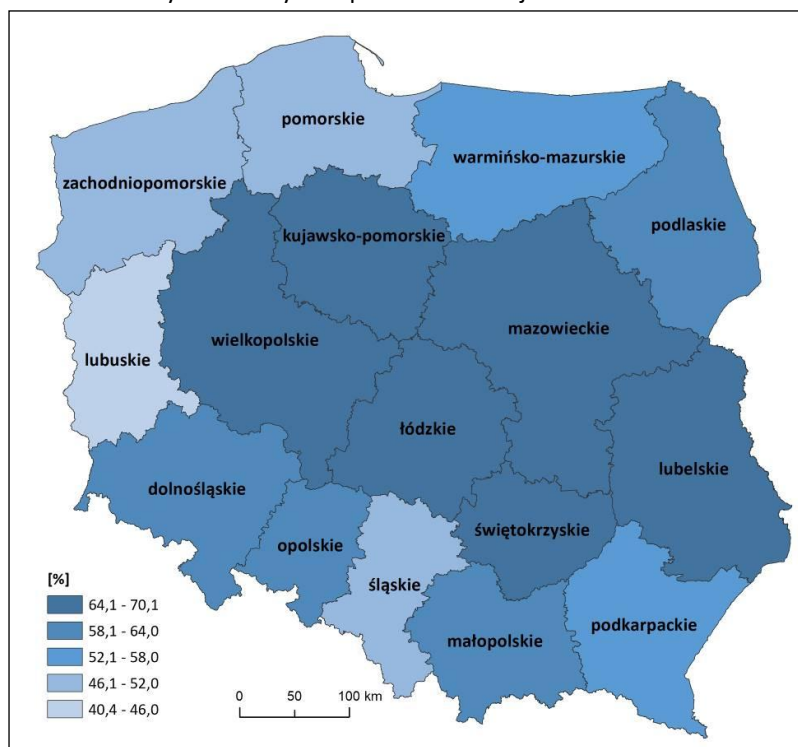 pomorskie
warmińsko-mazurskie
zachodniopomorskie
podlaskie
kujawsko-pomorskie
mazowieckie
wielkopolskie
lubuskie
łódzkie
lubelskie
dolnośląskie
świętokrzyskie
opolskie
śląskie
podkarpackie
małopolskie
[%]
64,1 - 70,1
58,1 - 64,0
52,1 - 58,0
46,1 - 52,0
40,4 - 46,0
0 50 100 km